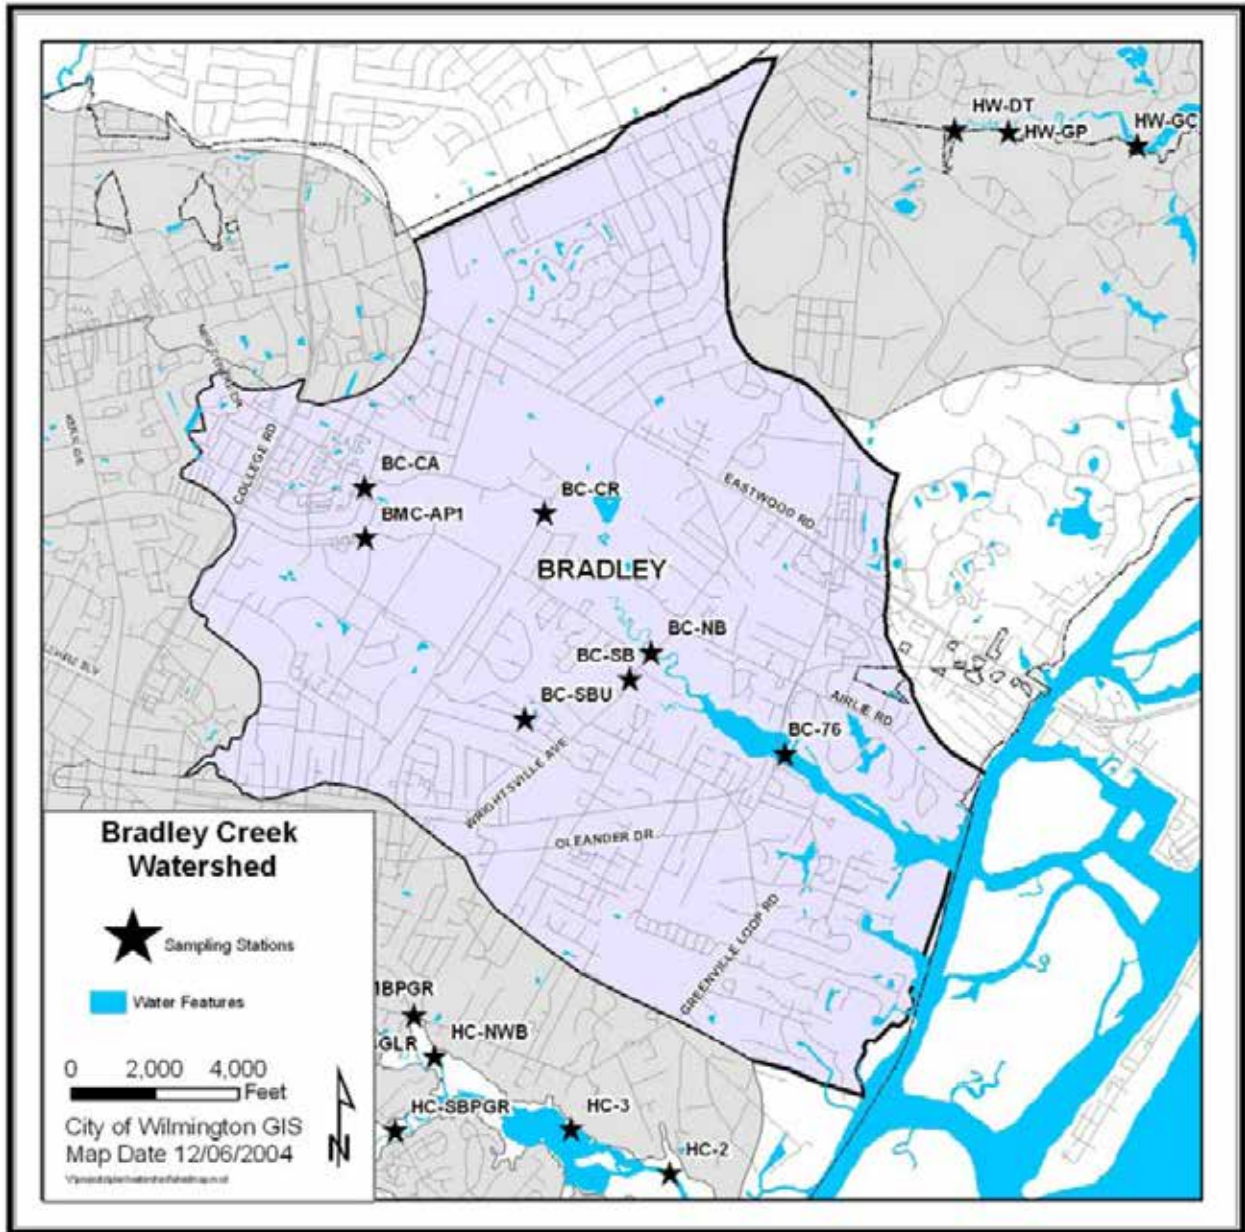 HW-DT
HW-GP
HW-GC
COLLEGE RD
BC-CA
BMC-AP1
BC-CR
EASTWOOD RD
BRADLEY
BC-NB
BC-SB
BC-SBU
AIRLIE RD
BC-76
WRIGHTSVILLE AVE
OLEANDER DR
GREENVILLE LOOP RD
Bradley Creek
Watershed
Sampling Stations
Water Features
0 2,000 4,000
Feet
City of Wilmington GIS
Map Date 12/06/2004
N
1BPGR
HC-NWB
GLR
HC-SBPGR
HC-3
HC-2